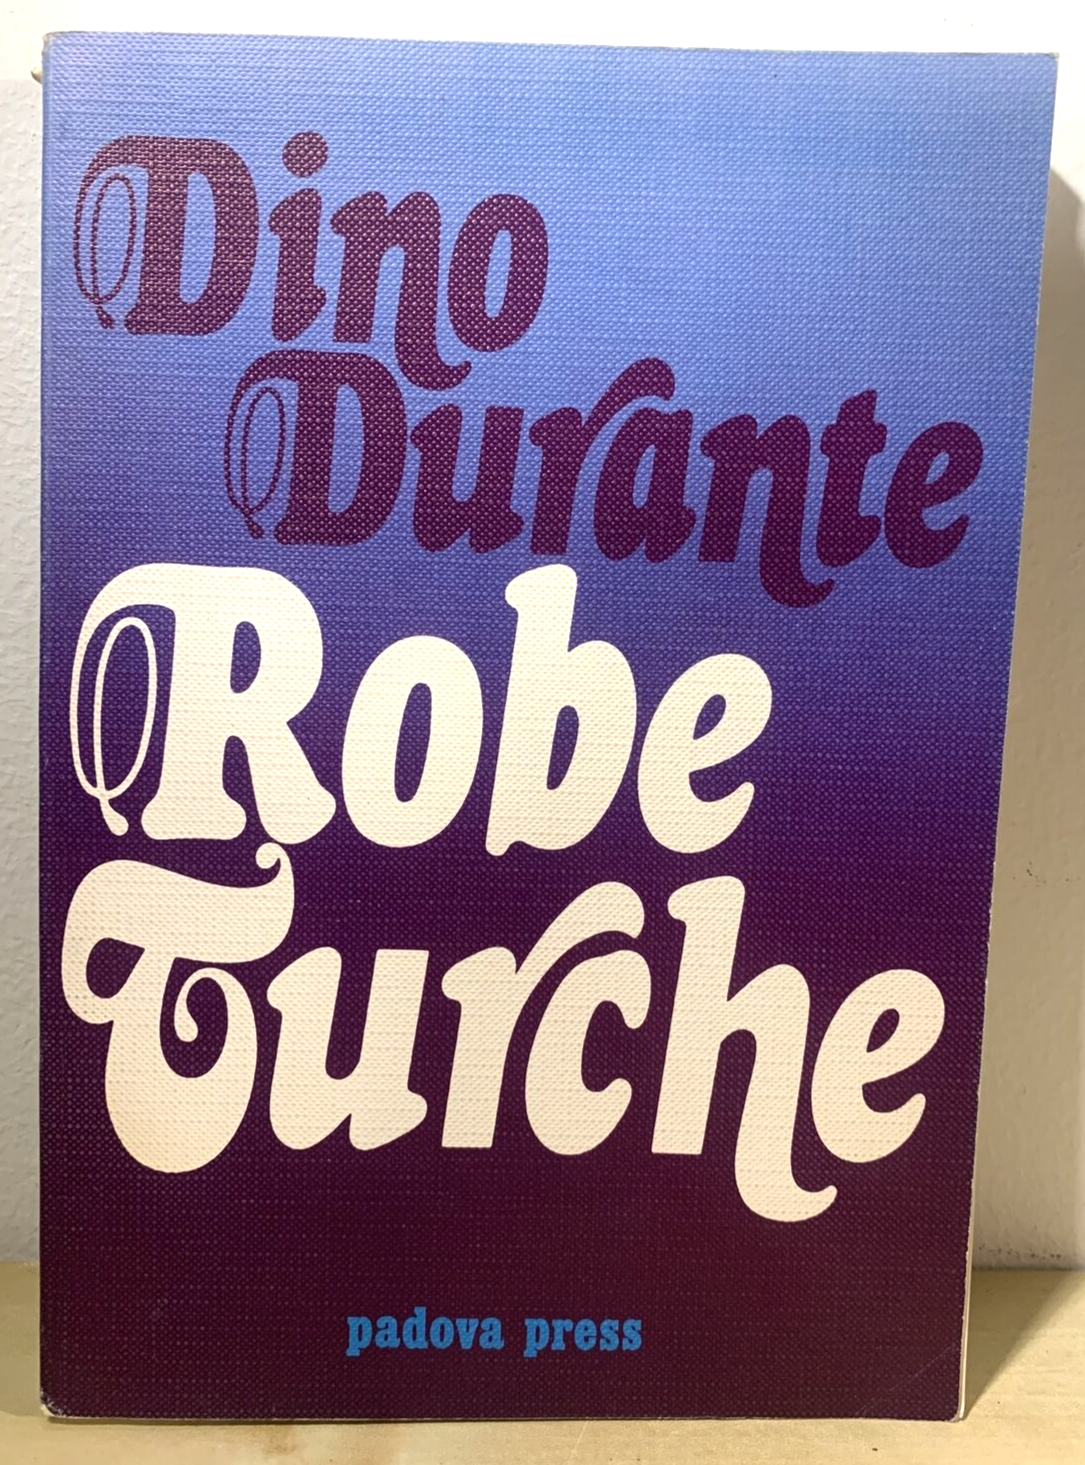 Dino
Durante
Robe
Turche
padova press